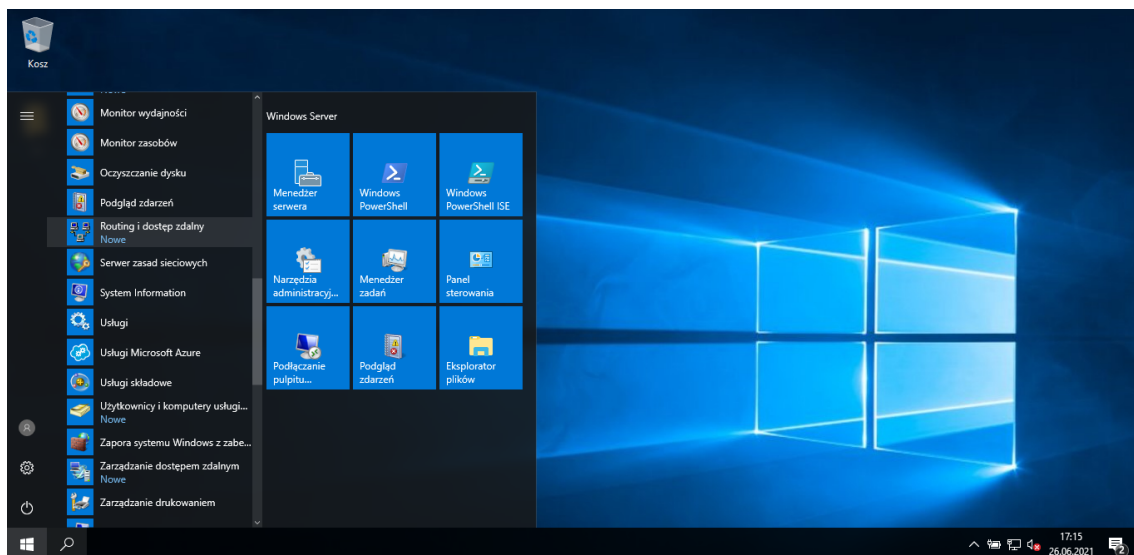 Kosz
Monitor wydajności
Monitor zasobów
Oczyszczanie dysku
Podgląd zdarzeń
Routing i dostęp zdalny
Nowe
Serwer zasad sieciowych
System Information
Usługi
Usługi Microsoft Azure
Usługi składowe
Użytkownicy i komputery usługi...
Nowe
Zapora systemu Windows z zabe...
Zarządzanie dostępem zdalnym
Nowe
Zarządzanie drukowaniem
Windows Server
Menedżer
serwera
Windows
PowerShell
Windows
PowerShell ISE
Narzędzia
administracyj...
Menedżer
zadań
Panel
sterowania
Podłączanie
pulpitu...
Podgląd
zdarzeń
Eksplorator
plików
17:15
26.06.2021
2